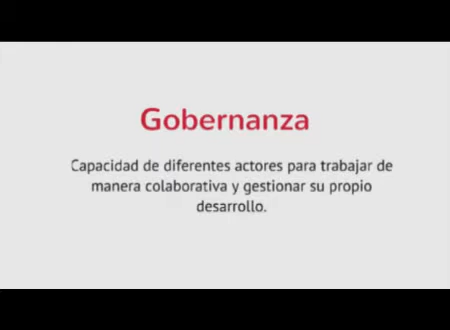 Gobernanza
Capacidad de diferentes actores para trabajar de
manera colaborativa y gestionar su propio
desarrollo.